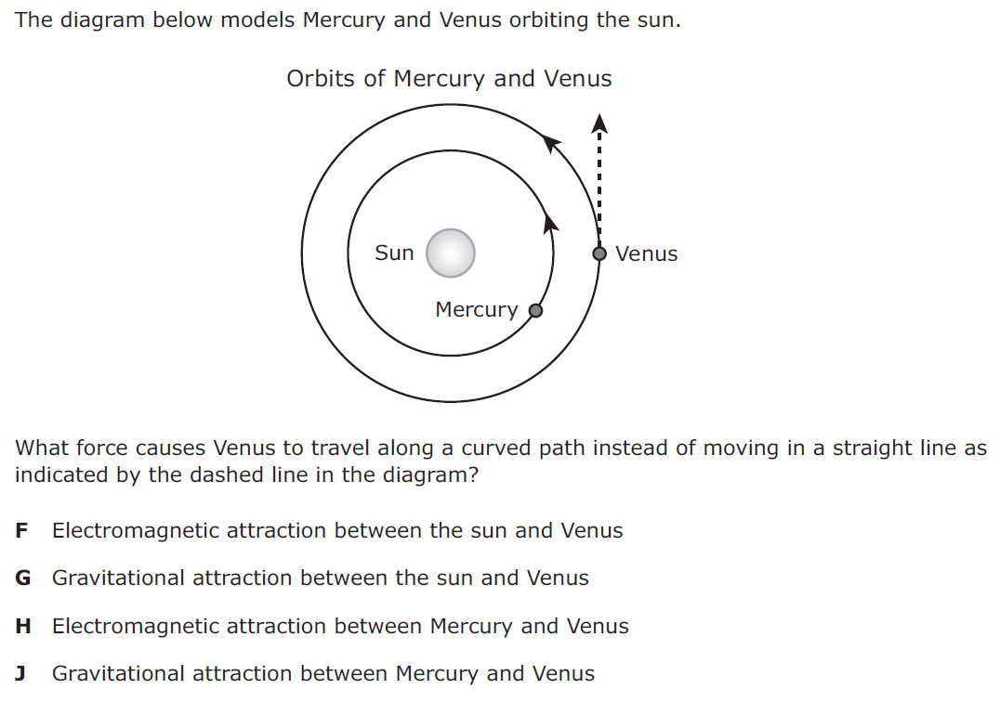 The diagram below models Mercury and Venus orbiting the sun.
Orbits of Mercury and Venus
Sun
Venus
Mercury
What force causes Venus to travel along a curved path instead of moving in a straight line as
indicated by the dashed line in the diagram?
F Electromagnetic attraction between the sun and Venus
G Gravitational attraction between the sun and Venus
H Electromagnetic attraction between Mercury and Venus
J Gravitational attraction between Mercury and Venus